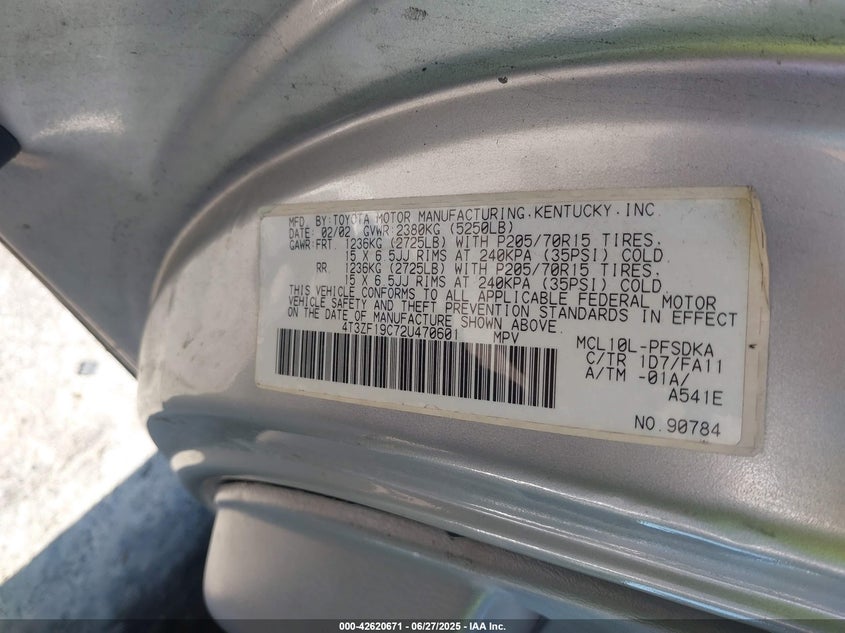 MFD. BY:TOYOTA MOTOR MANUFACTURING,KENTUCKY,INC
DATE: 02/02 GVWR:2380KG (5250LB)
GAWR:FRT. 1236KG (2725LB) WITH P205/70R15 TIRES,
15 X 6.5JJ RIMS AT 240KPA (35PSI) COLD.
RR. 1236KG (2725LB) WITH P205/70R15 TIRES,
15 X 6.5JJ RIMS AT 240KPA (35PSI) COLD.
THIS VEHICLE CONFORMS TO ALL APPLICABLE FEDERAL MOTOR
VEHICLE SAFETY AND THEFT PREVENTION STANDARDS IN EFFECT
ON THE DATE OF MANUFACTURE SHOWN ABOVE.
4T3ZF19C72U470601 MPV
MCL10L-PFSDKA
C/TR 1D7/FA11
A/TM -01A/
A541E
NO.90784
000-42620671 | 06/27/2025 - IAA Inc.